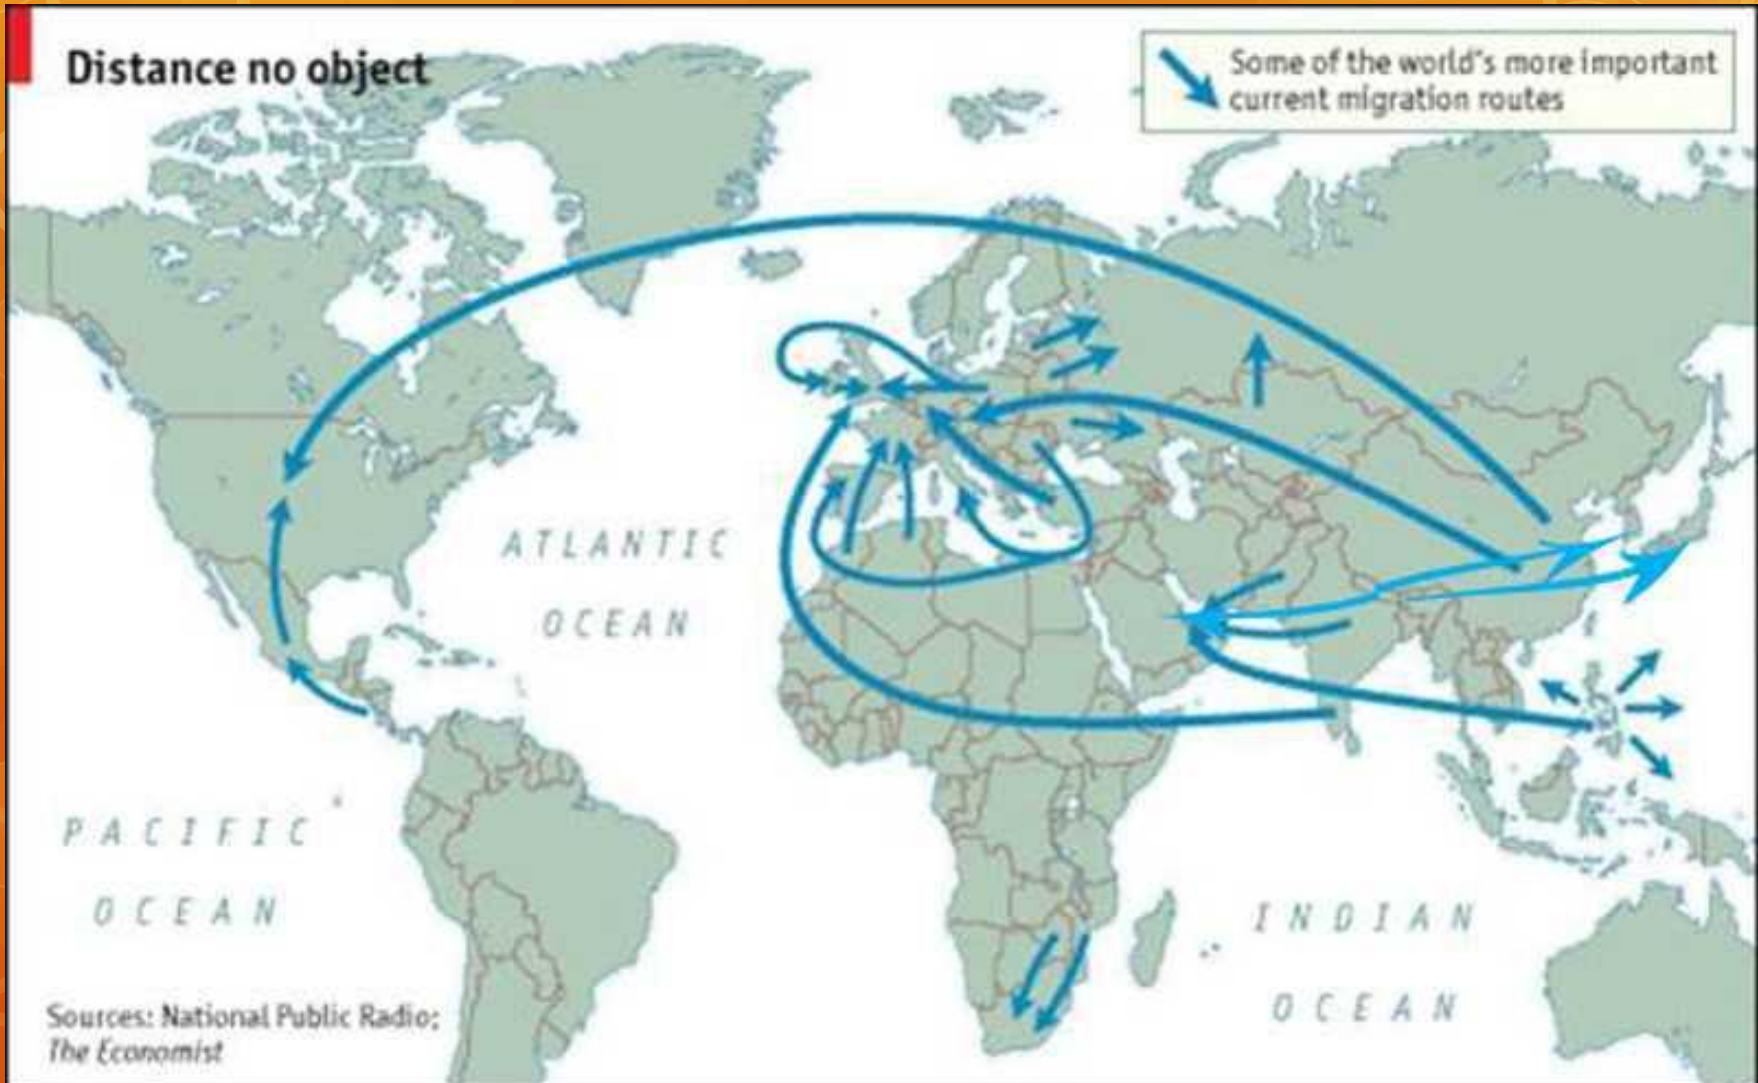 Distance no object
Some of the world's more important
current migration routes
ATLANTIC
OCEAN
PACIFIC
OCEAN
INDIAN
OCEAN
Sources: National Public Radio;
The Economist